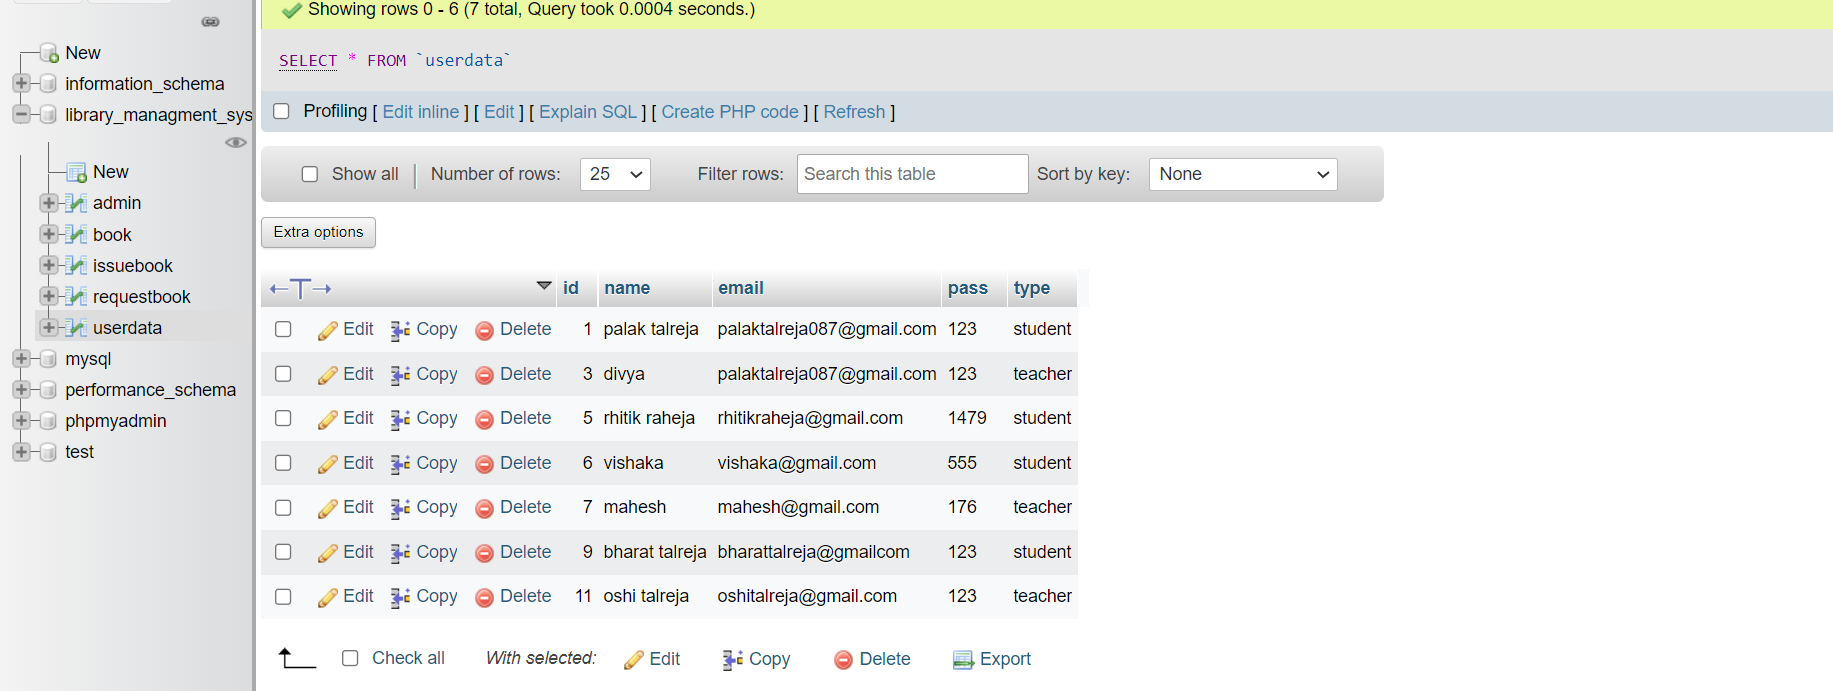 New
information_schema
library_managment_sys
New
admin
book
issuebook
requestbook
userdata
mysql
performance_schema
phpmyadmin
test
Showing rows 0 - 6 (7 total, Query took 0.0004 seconds.)
SELECT * FROM `userdata`
Profiling [ Edit inline ] [ Edit ] [ Explain SQL ] [ Create PHP code ] [ Refresh ]
Show all Number of rows: 25 Filter rows: Search this table Sort by key: None
Extra options
id name email pass type
Edit Copy Delete 1 palak talreja palaktalreja087@gmail.com 123 student
Edit Copy Delete 3 divya palaktalreja087@gmail.com 123 teacher
Edit Copy Delete 5 rhitik raheja rhitikraheja@gmail.com 1479 student
Edit Copy Delete 6 vishaka vishaka@gmail.com 555 student
Edit Copy Delete 7 mahesh mahesh@gmail.com 176 teacher
Edit Copy Delete 9 bharat talreja bharattalreja@gmailcom 123 student
Edit Copy Delete 11 oshi talreja oshitalreja@gmail.com 123 teacher
Check all With selected: Edit Copy Delete Export